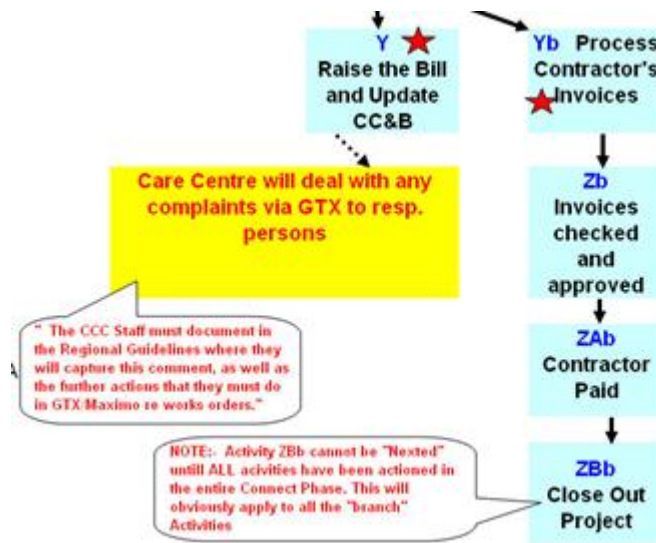 Y
Raise the Bill
and Update
CC&B
Yb Process
Contractor's
Invoices
Care Centre will deal with any
complaints via GTX to resp.
persons
Zb
Invoices
checked
and
approved
" The CCC Staff must document in
the Regional Guidelines where they
will capture this comment, as well as
the further actions that they must do
in GTX/Maximo re works orders."
ZAb
Contractor
Paid
NOTE:- Activity ZBb cannot be "Nexted"
untill ALL acivities have been actioned in
the entire Connect Phase. This will
obviously apply to all the "branch"
Activities
ZBb
Close Out
Project